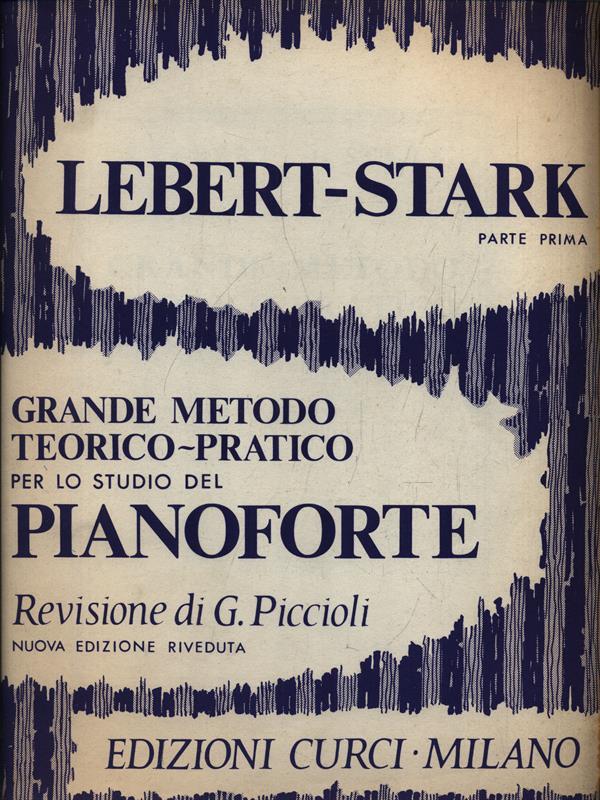 LEBERT-STARK
PARTE PRIMA
GRANDE METODO
TEORICO~PRATICO
PER LO STUDIO DEL
PIANOFORTE
Revisione di G. Piccioli
NUOVA EDIZIONE RIVEDUTA
EDIZIONI CURCI · MILANO